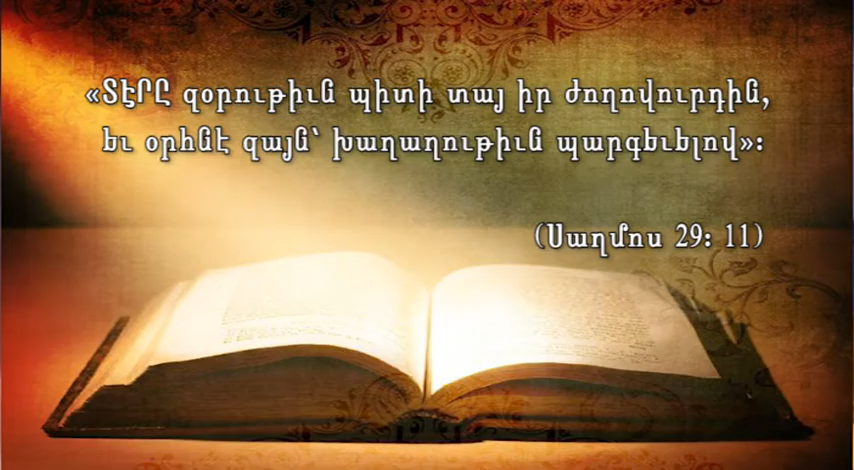 «ՏէՐԸ զօրութիւն պիտի տայ իր ժողովուրդին,
եւ օրհնէ զայն՝ խաղաղութիւն պարգեւելով»։
(Սաղմոս 29։ 11)